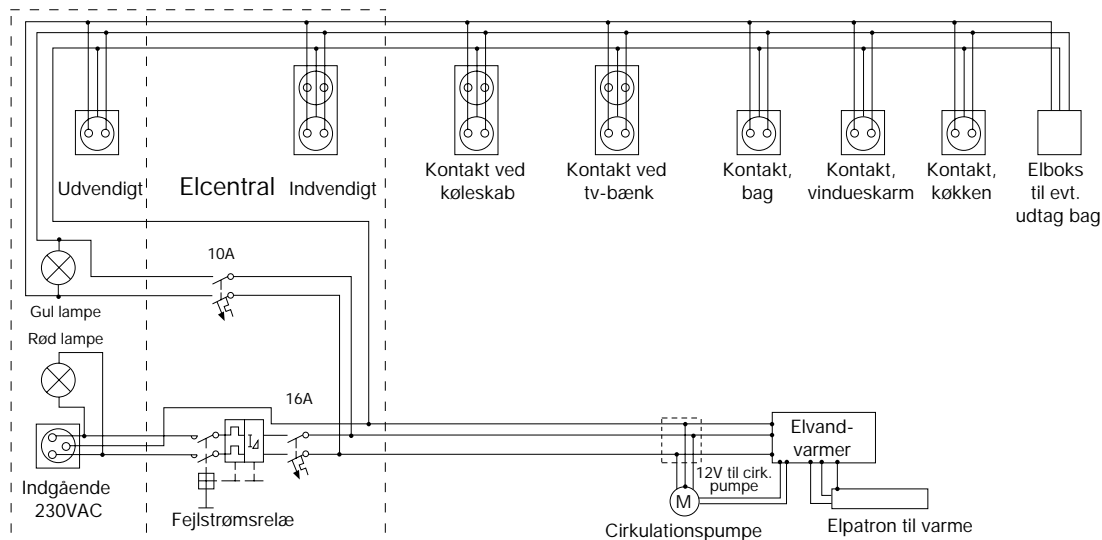 Udvendigt
Elcentral
Indvendigt
Kontakt ved
køleskab
Kontakt ved
tv-bænk
Kontakt,
bag
Kontakt,
vindueskarm
Kontakt,
køkken
Elboks
til evt.
udtag bag
10A
Gul lampe
Rød lampe
16A
Indgående
230VAC
Fejlstrømsrelæ
I⊿
Elvand-
varmer
12V til cirk.
pumpe
M
Cirkulationspumpe
Elpatron til varme